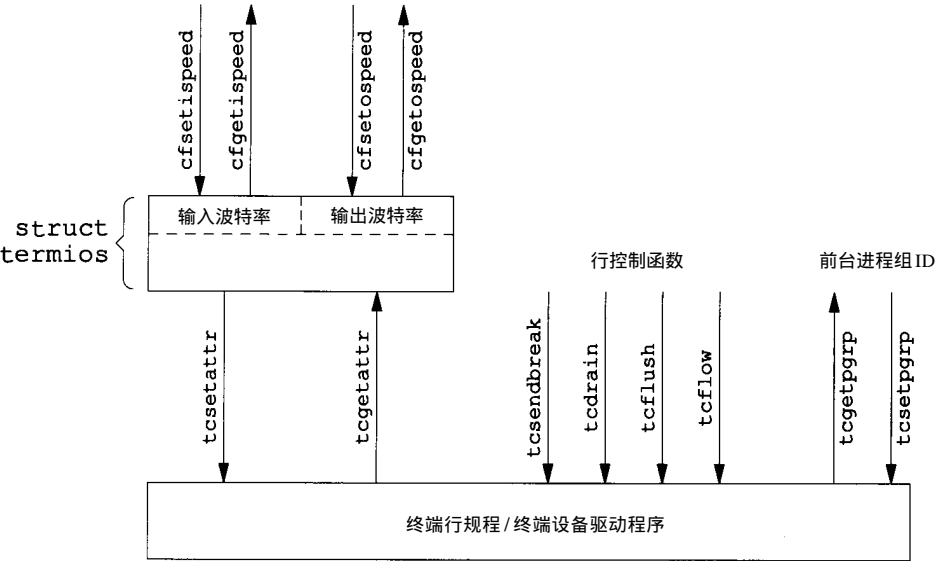 cfsetispeed
cfgetispeed
cfsetospeed
cfgetospeed
struct
termios
输入波特率
输出波特率
行控制函数
前台进程组ID
tcsetattr
tcgetattr
tcsendbreak
tcdrain
tcflush
tcflow
tcgetpgrp
tcsetpgrp
终端行规程/终端设备驱动程序